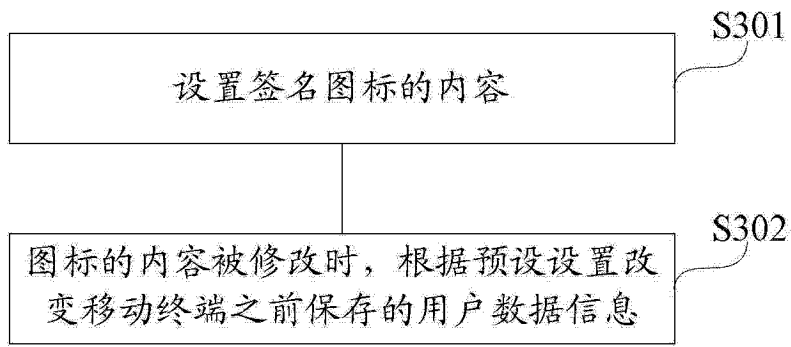 S301
设置签名图标的内容
S302
图标的内容被修改时，根据预设设置改
变移动终端之前保存的用户数据信息